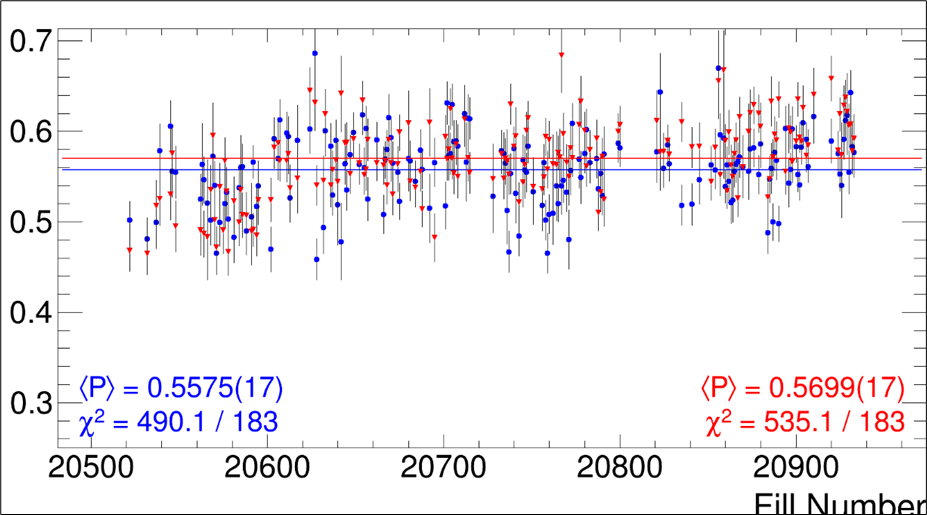 0.7
0.6
0.5
0.4
0.3
⟨P⟩ = 0.5575(17)
χ² = 490.1 / 183
⟨P⟩ = 0.5699(17)
χ² = 535.1 / 183
20500 20600 20700 20800 20900
Fill Number